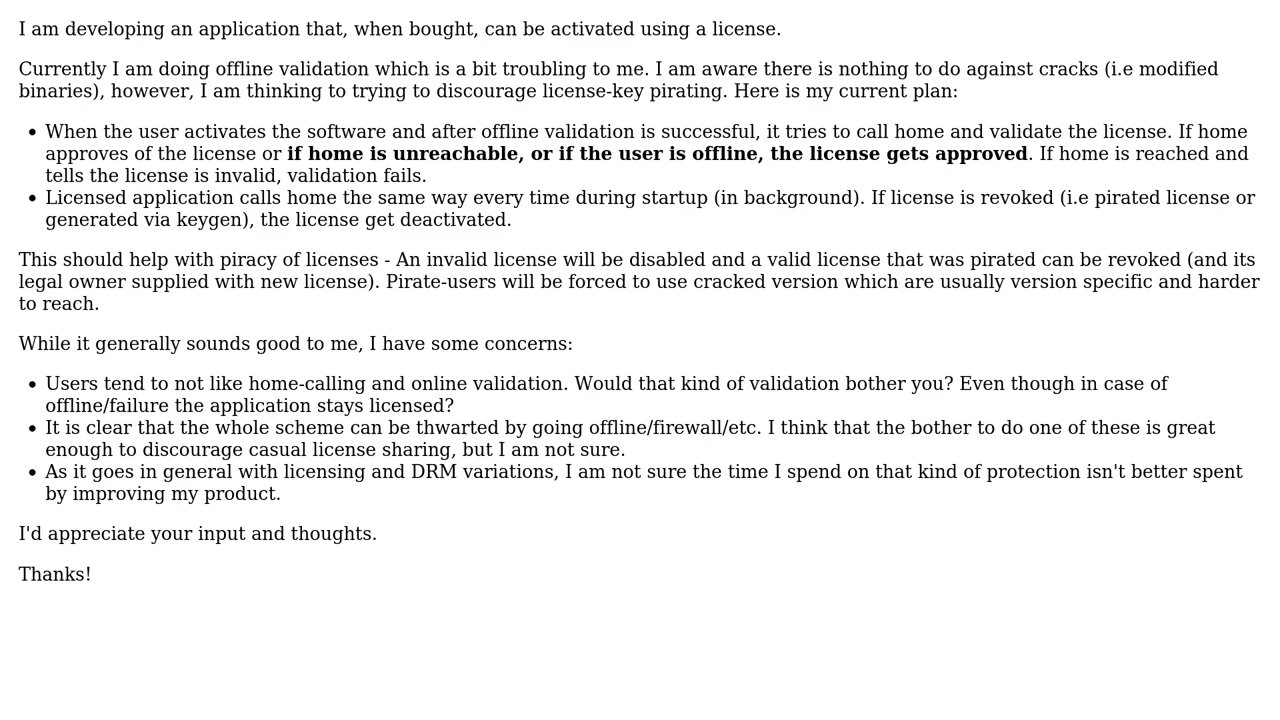 I am developing an application that, when bought, can be activated using a license.
Currently I am doing offline validation which is a bit troubling to me. I am aware there is nothing to do against cracks (i.e modified
binaries), however, I am thinking to trying to discourage license-key pirating. Here is my current plan:
• When the user activates the software and after offline validation is successful, it tries to call home and validate the license. If home
approves of the license or if home is unreachable, or if the user is offline, the license gets approved. If home is reached and
tells the license is invalid, validation fails.
• Licensed application calls home the same way every time during startup (in background). If license is revoked (i.e pirated license or
generated via keygen), the license get deactivated.
This should help with piracy of licenses - An invalid license will be disabled and a valid license that was pirated can be revoked (and its
legal owner supplied with new license). Pirate-users will be forced to use cracked version which are usually version specific and harder
to reach.
While it generally sounds good to me, I have some concerns:
• Users tend to not like home-calling and online validation. Would that kind of validation bother you? Even though in case of
offline/failure the application stays licensed?
• It is clear that the whole scheme can be thwarted by going offline/firewall/etc. I think that the bother to do one of these is great
enough to discourage casual license sharing, but I am not sure.
• As it goes in general with licensing and DRM variations, I am not sure the time I spend on that kind of protection isn't better spent
by improving my product.
I'd appreciate your input and thoughts.
Thanks!